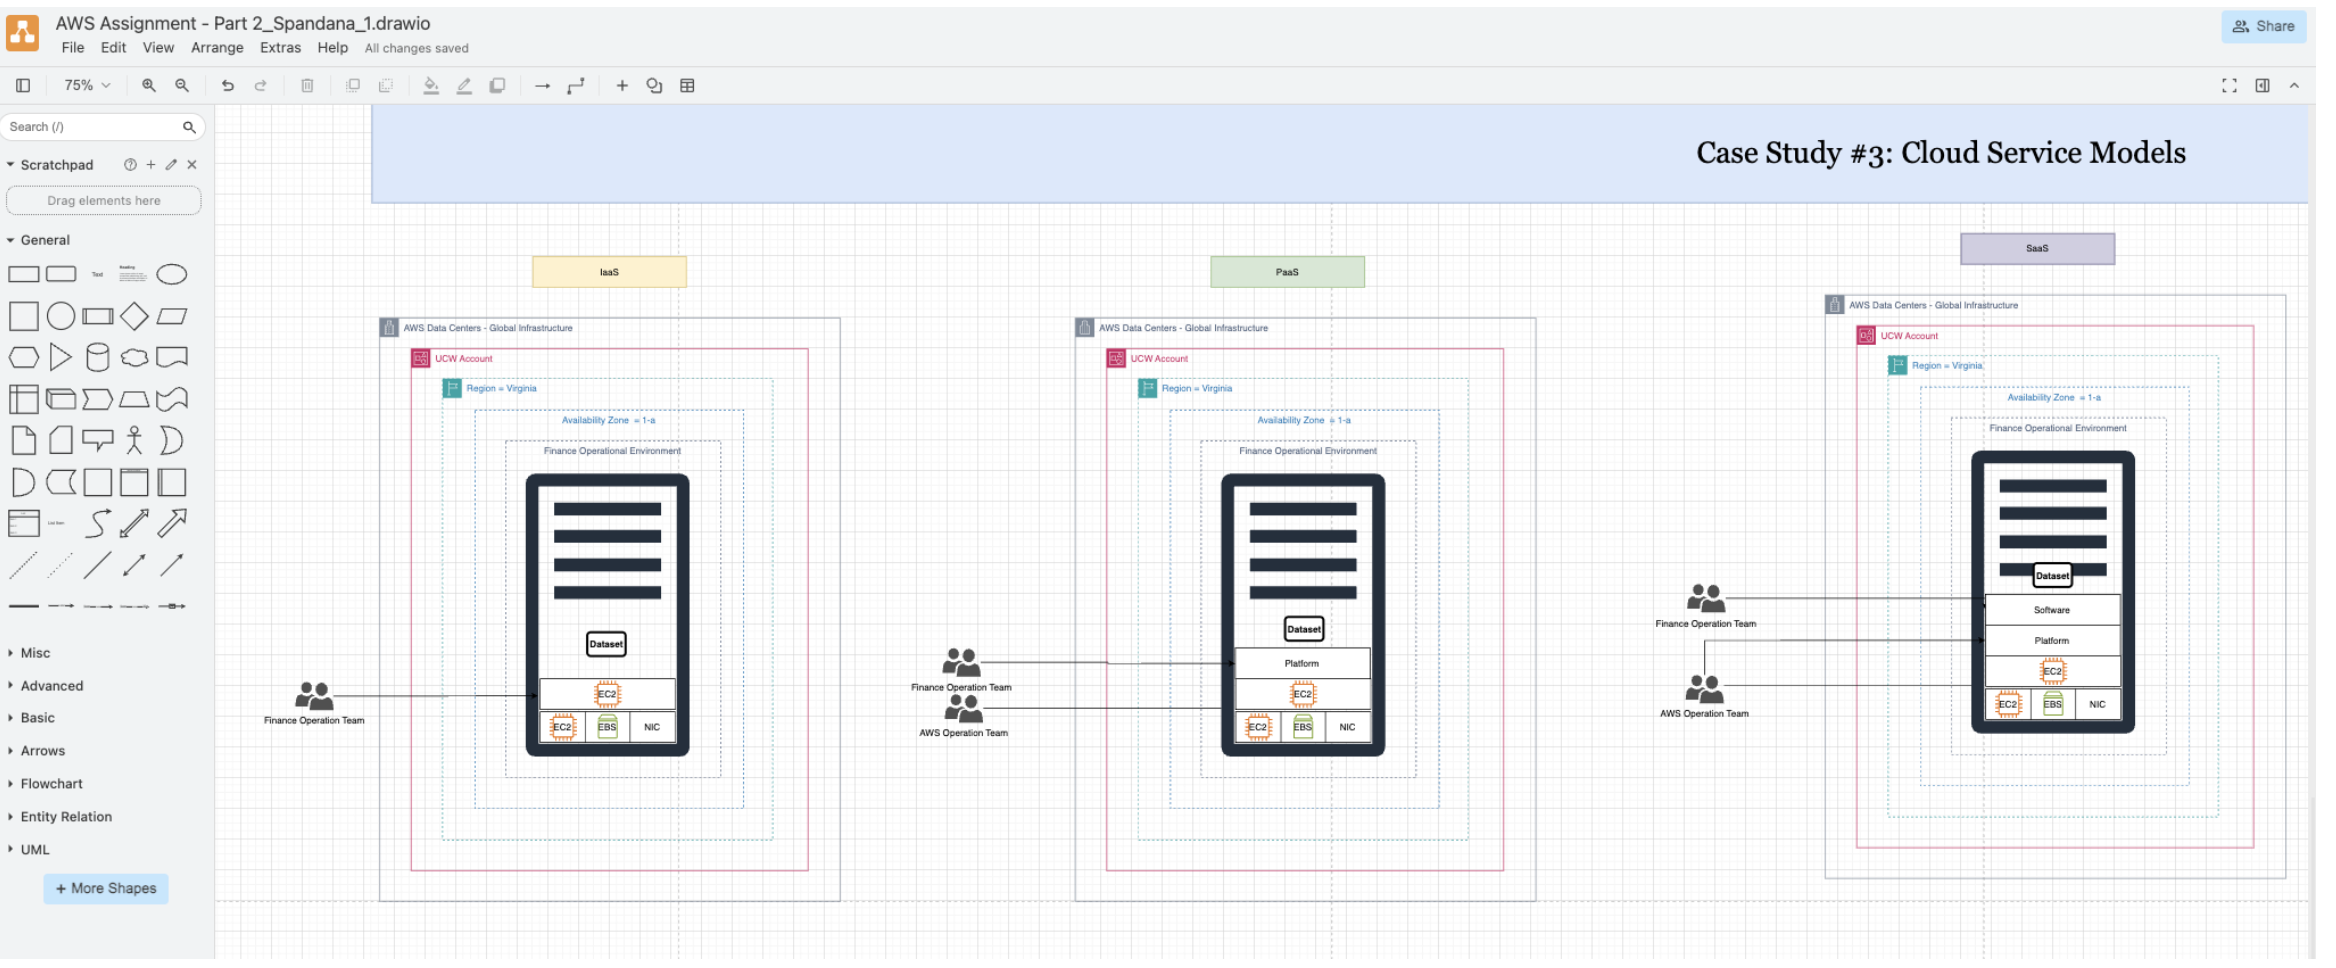 AWS Assignment - Part 2_Spandana_1.drawio
File Edit View Arrange Extras Help All changes saved
Share
75%
Search (/)
Scratchpad
Drag elements here
General
Text
Heading
List Item
Misc
Advanced
Basic
Arrows
Flowchart
Entity Relation
UML
+ More Shapes
Case Study #3: Cloud Service Models
IaaS
AWS Data Centers - Global Infrastructure
UCW Account
Region = Virginia
Availability Zone = 1-a
Finance Operational Environment
Dataset
EC2
EC2 EBS NIC
Finance Operation Team
PaaS
AWS Data Centers - Global Infrastructure
UCW Account
Region = Virginia
Availability Zone = 1-a
Finance Operational Environment
Dataset
Platform
EC2
EC2 EBS NIC
Finance Operation Team
AWS Operation Team
SaaS
AWS Data Centers - Global Infrastructure
UCW Account
Region = Virginia
Availability Zone = 1-a
Finance Operational Environment
Dataset
Software
Platform
EC2
EC2 EBS NIC
Finance Operation Team
AWS Operation Team